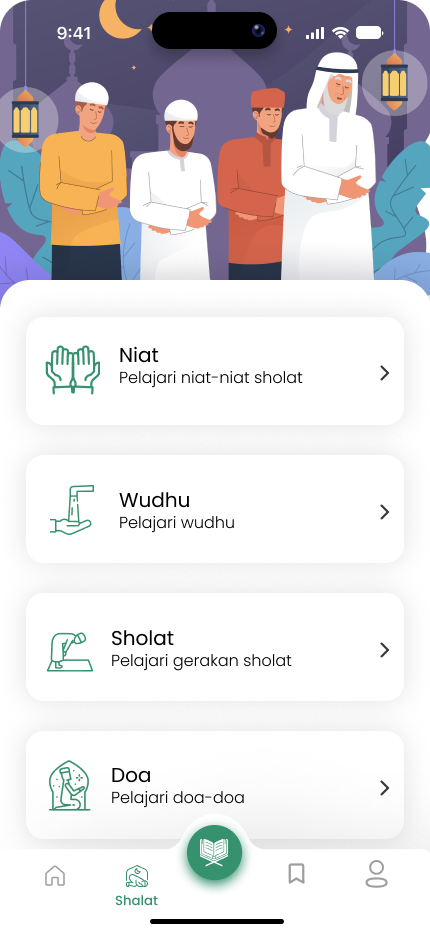 9:41
Niat
Pelajari niat-niat sholat
Wudhu
Pelajari wudhu
Sholat
Pelajari gerakan sholat
Doa
Pelajari doa-doa
Shalat